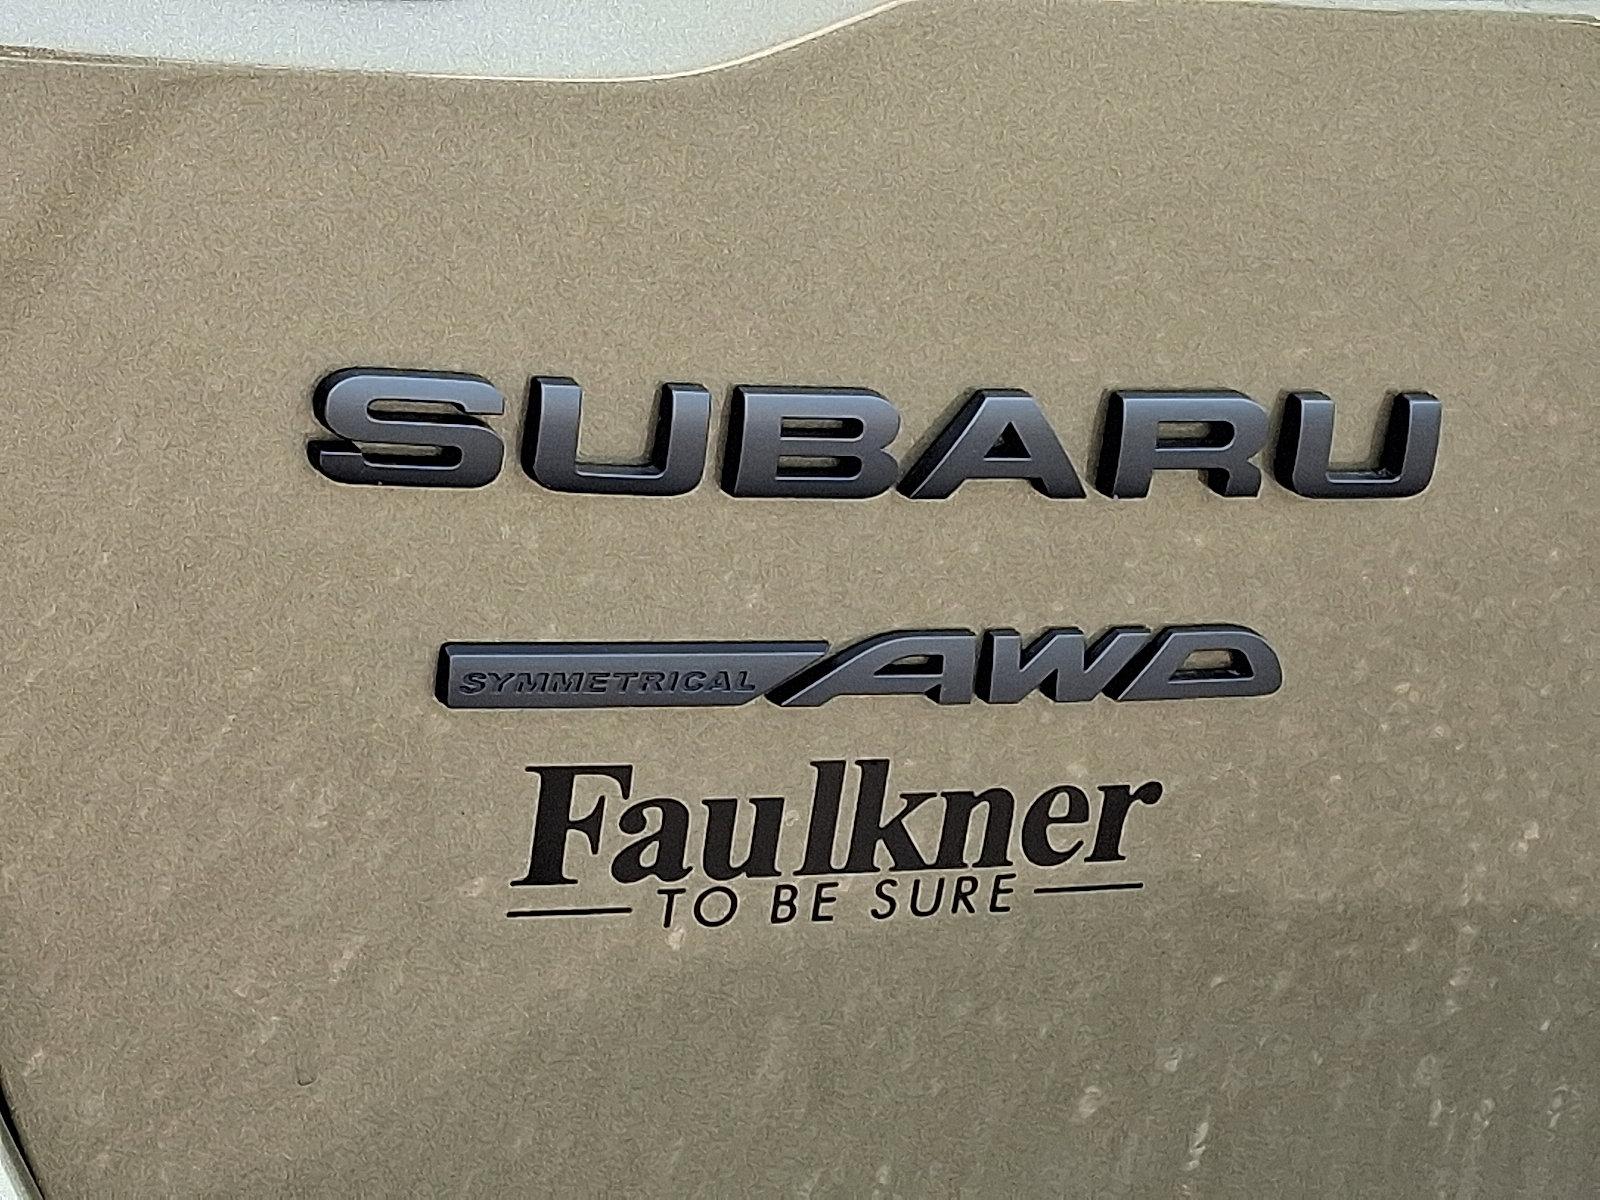 SUBARU
SYMMETRICAL AWD
Faulkner
TO BE SURE